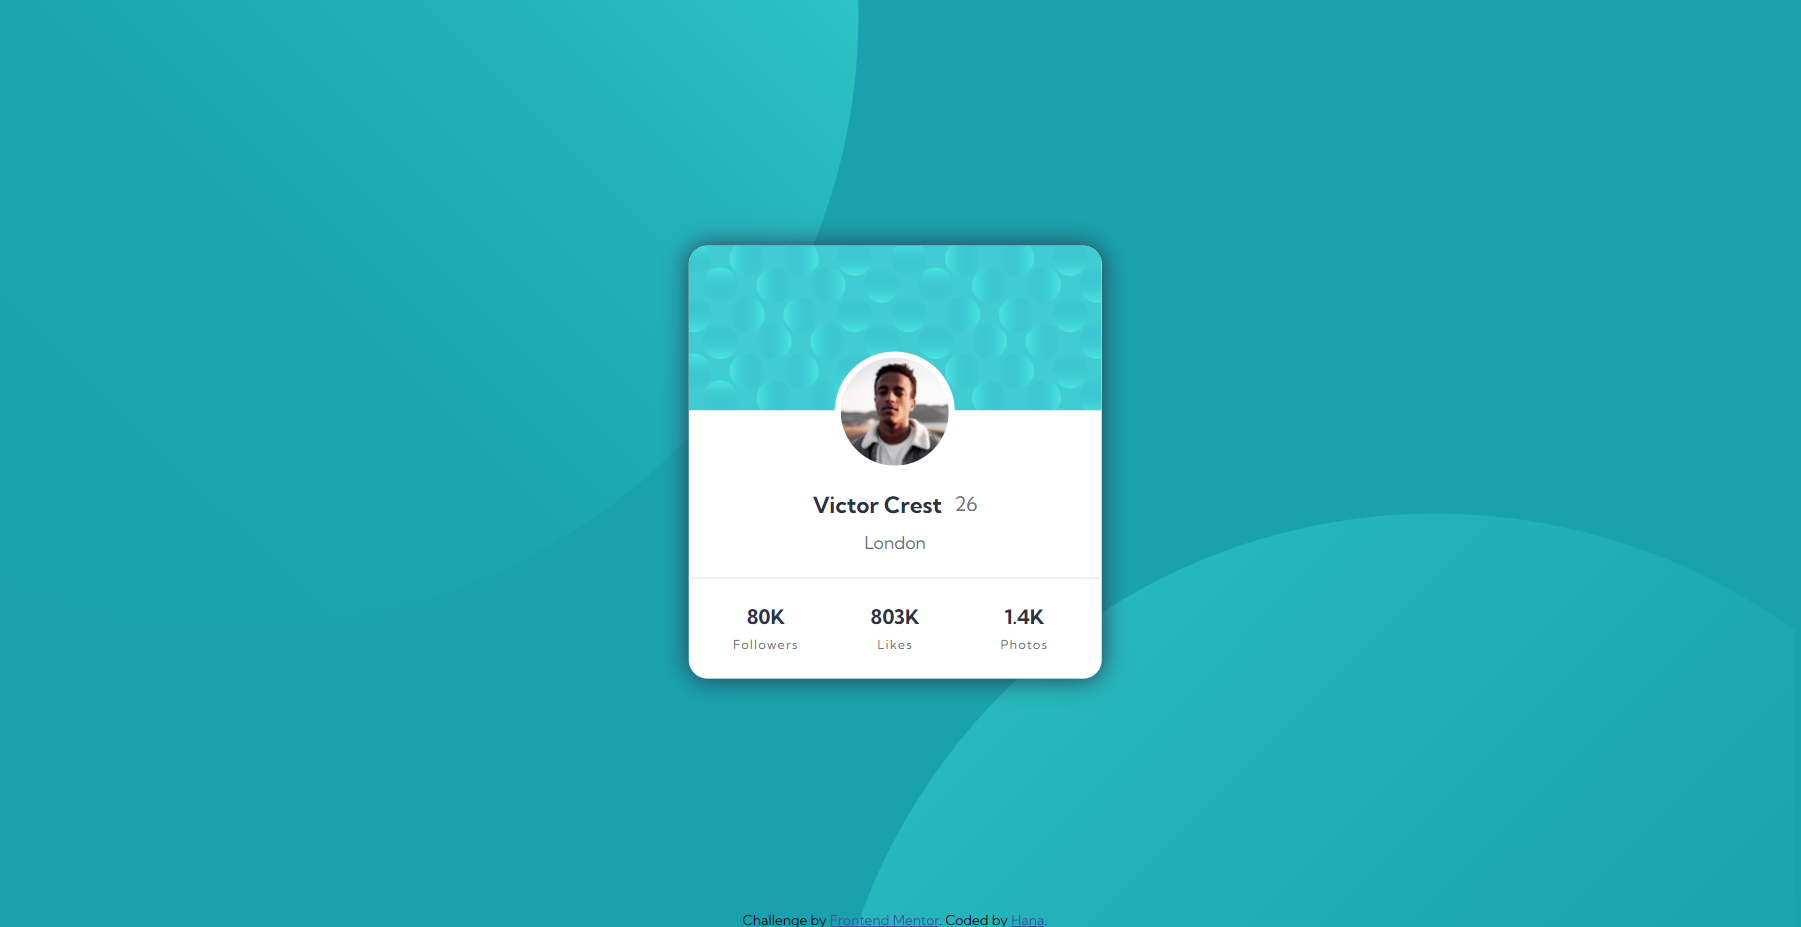 Victor Crest 26
London
80K 803K 1.4K
Followers Likes Photos
Challenge by Frontend Mentor. Coded by Hana.